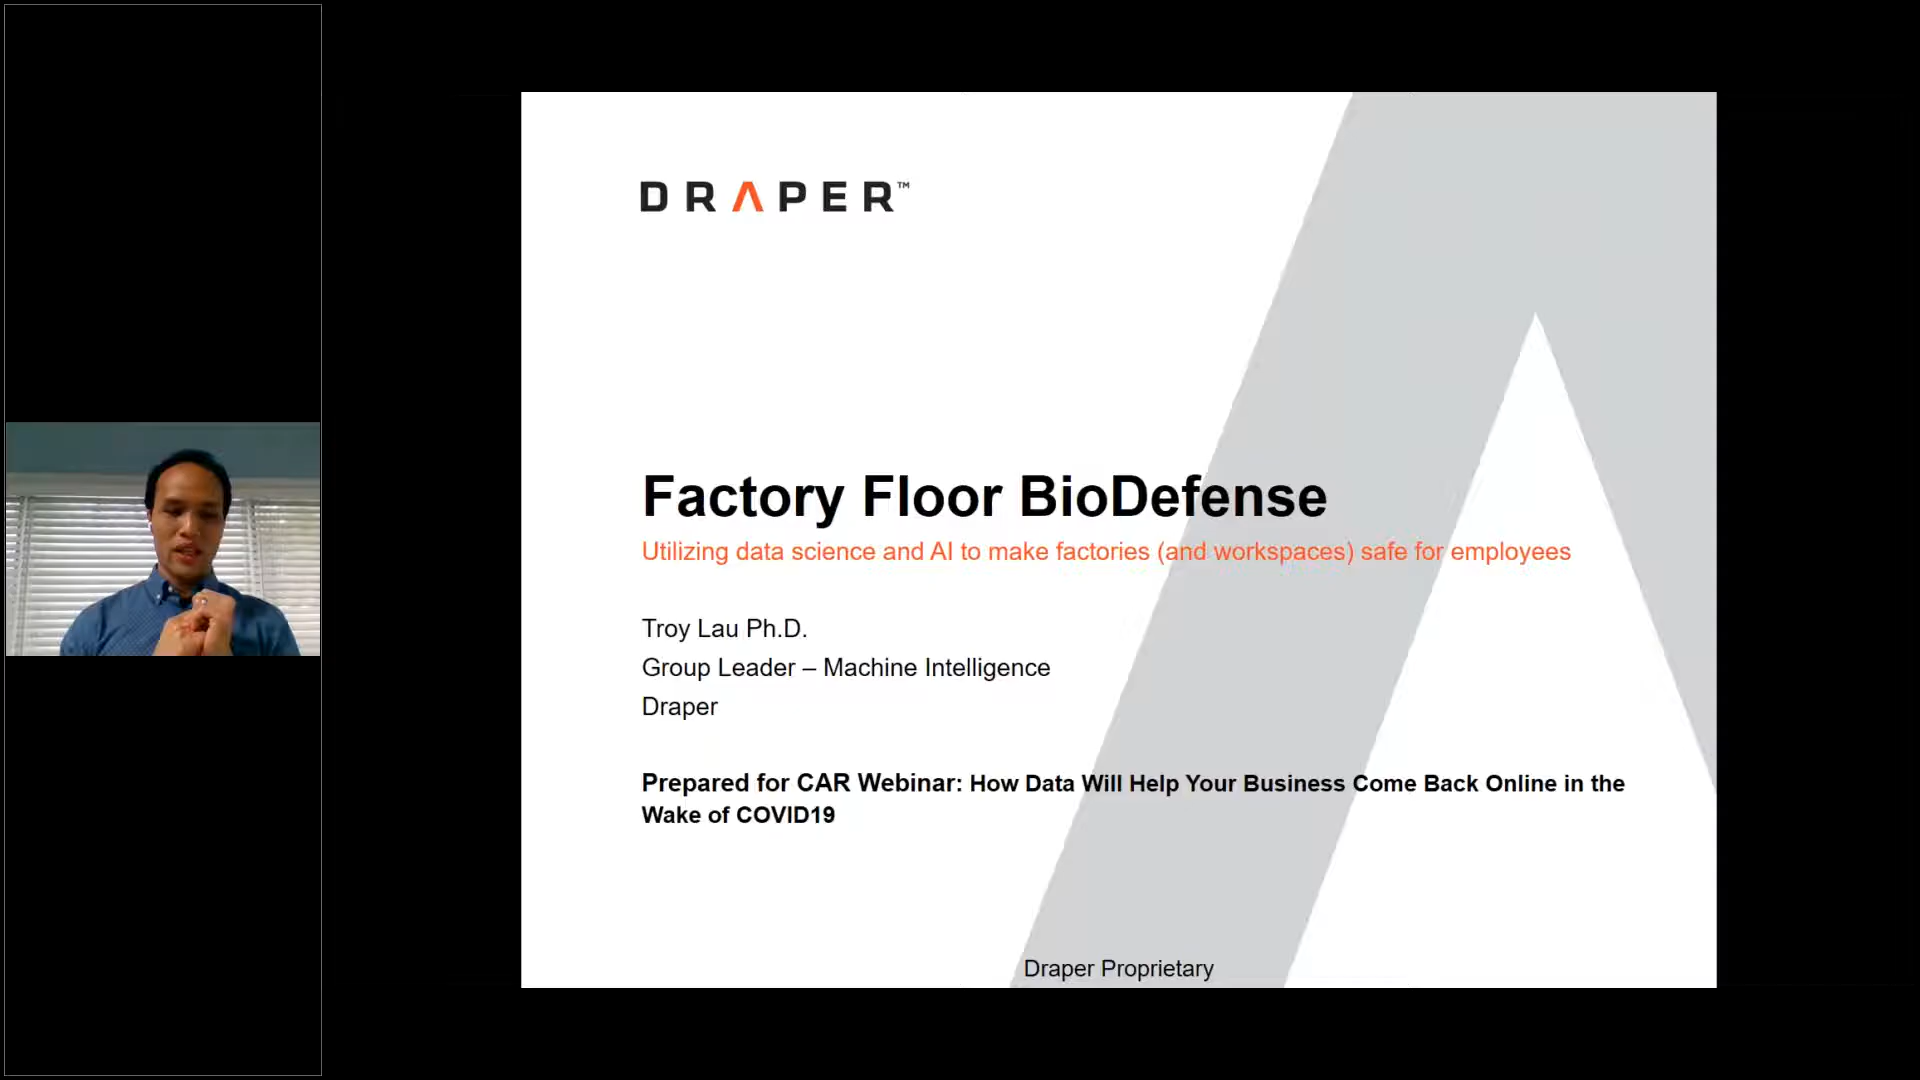 DRAPER™
Factory Floor BioDefense
Utilizing data science and AI to make factories (and workspaces) safe for employees
Troy Lau Ph.D.
Group Leader – Machine Intelligence
Draper
Prepared for CAR Webinar: How Data Will Help Your Business Come Back Online in the
Wake of COVID19
Draper Proprietary